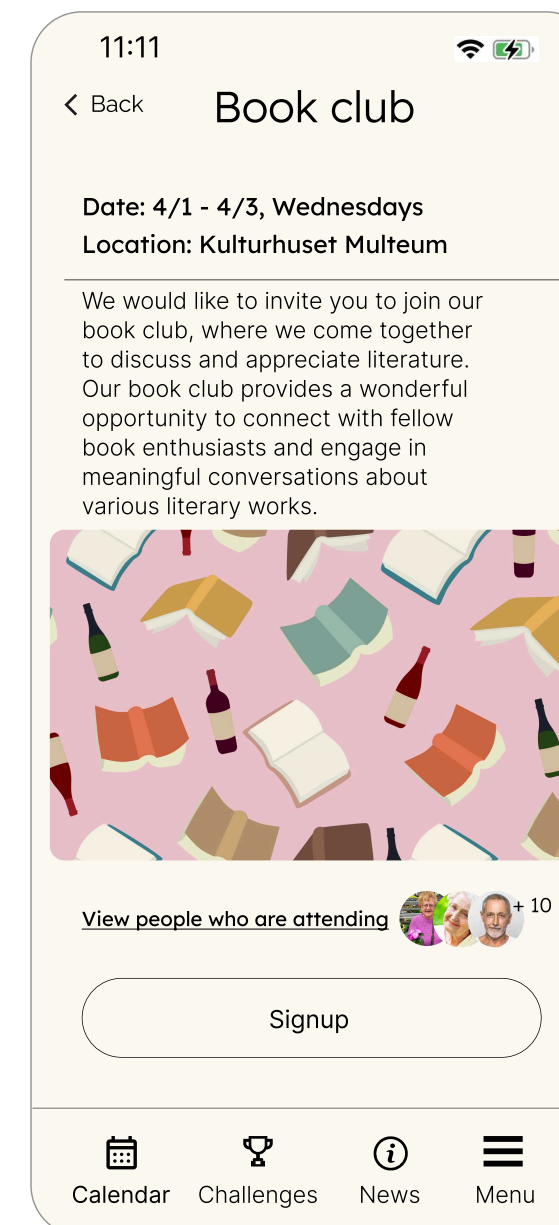 11:11
Back
Book club
Date: 4/1 - 4/3, Wednesdays
Location: Kulturhuset Multeum
We would like to invite you to join our
book club, where we come together
to discuss and appreciate literature.
Our book club provides a wonderful
opportunity to connect with fellow
book enthusiasts and engage in
meaningful conversations about
various literary works.
View people who are attending
+ 10
Signup
Calendar
Challenges
News
Menu